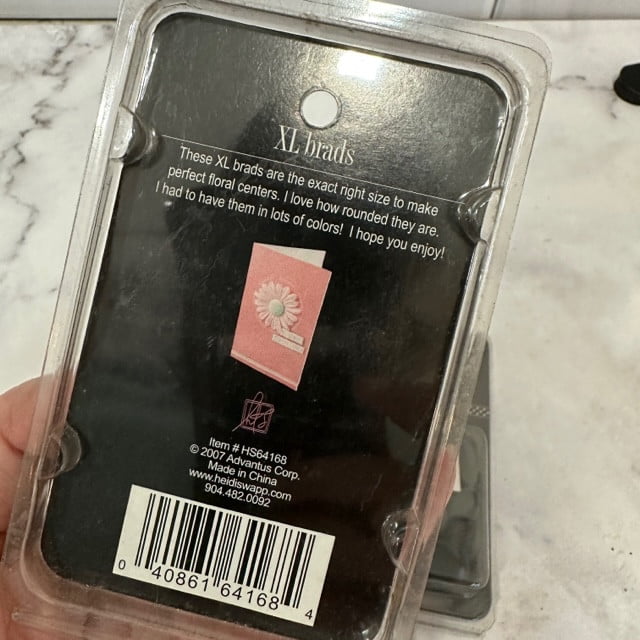 XL brads
These XL brads are the exact right size to make
perfect floral centers. I love how rounded they are.
I had to have them in lots of colors! I hope you enjoy!
Item # HS64168
© 2007 Advantus Corp.
Made in China
www.heidiswapp.com
904.482.0092
0 40861 64168 4